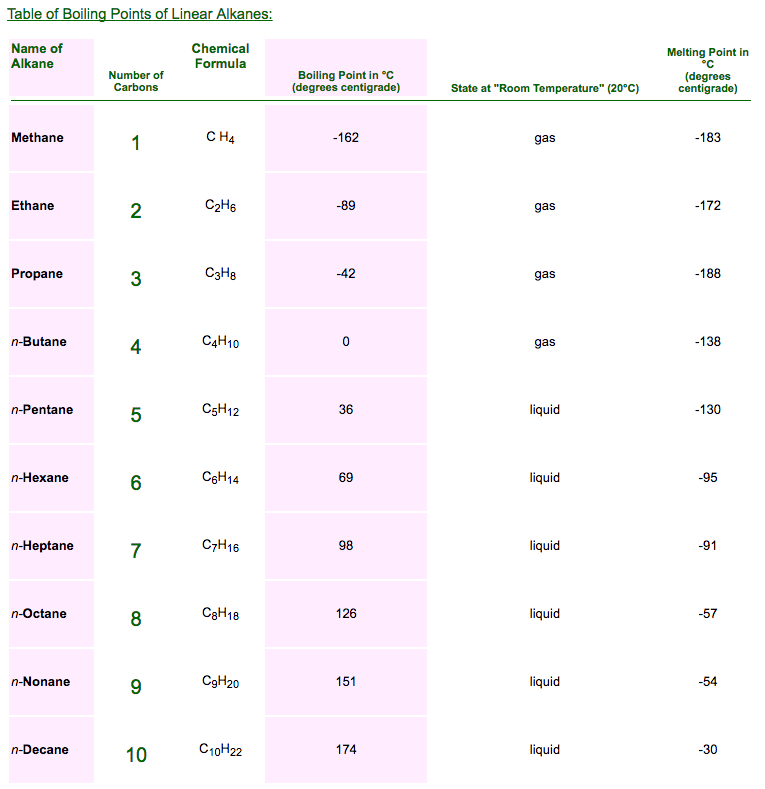 Table of Boiling Points of Linear Alkanes:
Name of
Alkane
Number of
Carbons
Chemical
Formula
Boiling Point in °C
(degrees centigrade)
State at "Room Temperature" (20°C)
Melting Point in
°C
(degrees
centigrade)
Methane 1 C H4 -162 gas -183
Ethane 2 C2H6 -89 gas -172
Propane 3 C3H8 -42 gas -188
n-Butane 4 C4H10 0 gas -138
n-Pentane 5 C5H12 36 liquid -130
n-Hexane 6 C6H14 69 liquid -95
n-Heptane 7 C7H16 98 liquid -91
n-Octane 8 C8H18 126 liquid -57
n-Nonane 9 C9H20 151 liquid -54
n-Decane 10 C10H22 174 liquid -30